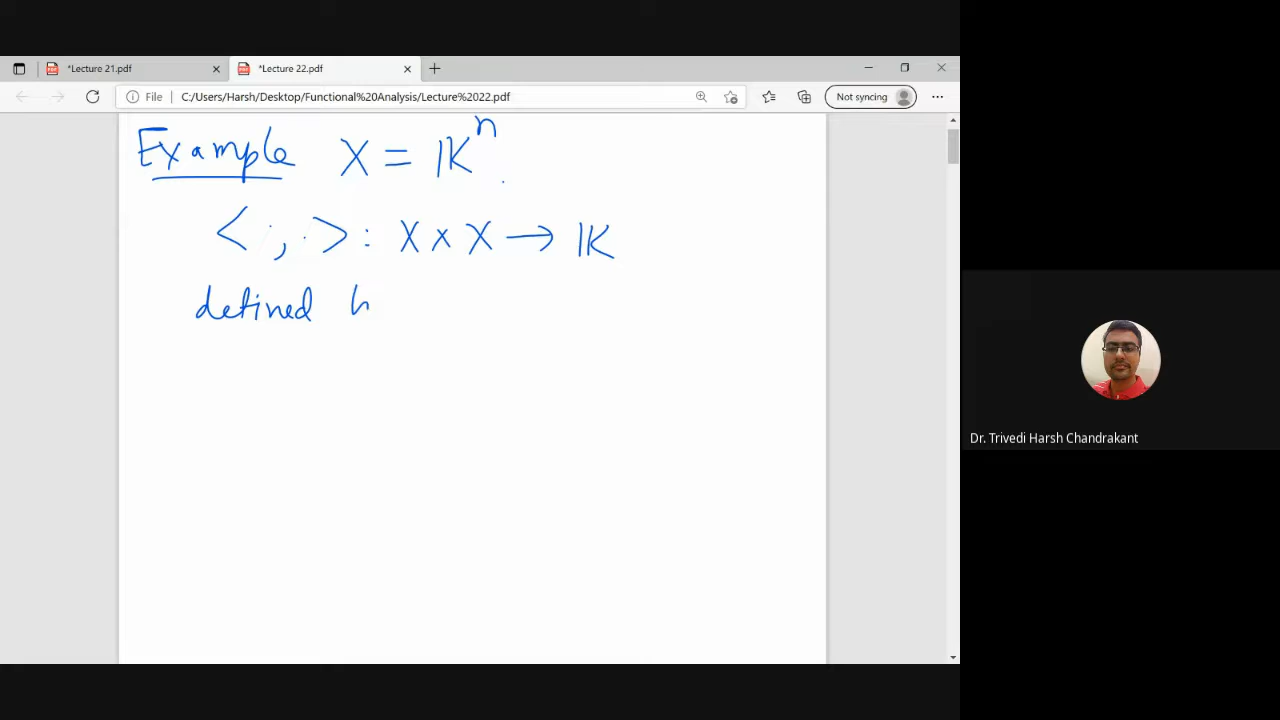 *Lecture 21.pdf
*Lecture 22.pdf
File | C:/Users/Harsh/Desktop/Functional%20Analysis/Lecture%2022.pdf
Not syncing
Example X = 𝕂ⁿ.
< · , · > : X × X → 𝕂
defined b
Dr. Trivedi Harsh Chandrakant